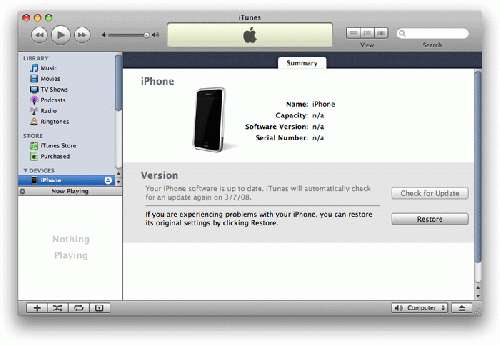 iTunes
View
Search
LIBRARY
Music
Movies
TV Shows
Podcasts
Radio
Ringtones
STORE
iTunes Store
Purchased
DEVICES
iPhone
Now Playing
Nothing
Playing
Summary
iPhone
Name: iPhone
Capacity: n/a
Software Version: n/a
Serial Number: n/a
Version
Your iPhone software is up to date. iTunes will automatically check
for an update again on 3/7/08.
Check for Update
If you are experiencing problems with your iPhone, you can restore
its original settings by clicking Restore.
Restore
Computer